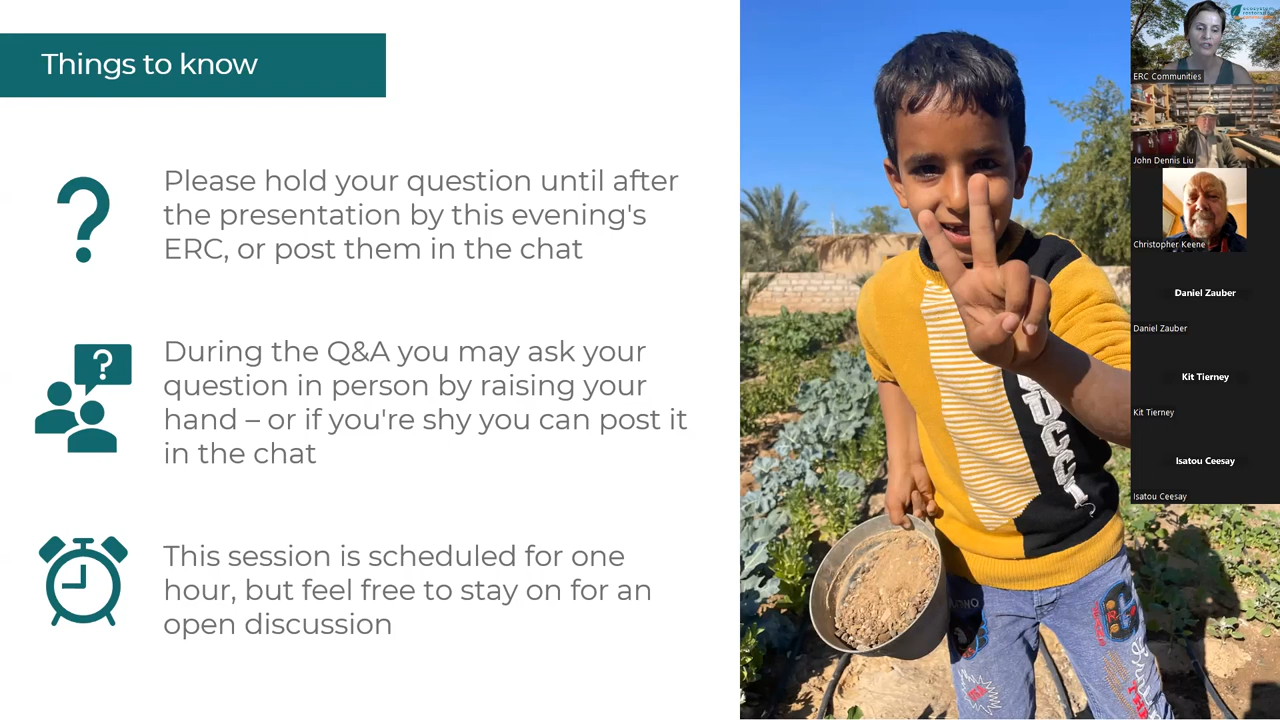 Things to know
Please hold your question until after
the presentation by this evening's
ERC, or post them in the chat
During the Q&A you may ask your
question in person by raising your
hand – or if you're shy you can post it
in the chat
This session is scheduled for one
hour, but feel free to stay on for an
open discussion
?
?
UCCI
ERC Communities
John Dennis Liu
Christopher Keene
Daniel Zauber
Daniel Zauber
Kit Tierney
Kit Tierney
Isatou Ceesay
Isatou Ceesay